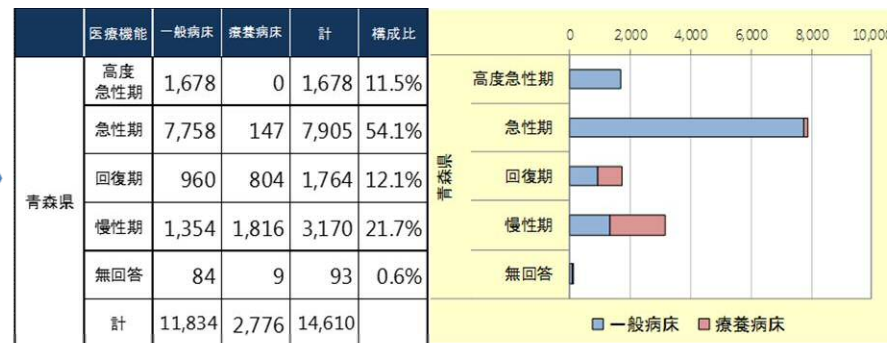 医療機能 一般病床 療養病床 計 構成比
青森県
高度
急性期 1,678 0 1,678 11.5%
急性期 7,758 147 7,905 54.1%
回復期 960 804 1,764 12.1%
慢性期 1,354 1,816 3,170 21.7%
無回答 84 9 93 0.6%
計 11,834 2,776 14,610
0 2,000 4,000 6,000 8,000 10,000
青森県
高度急性期
急性期
回復期
慢性期
無回答
一般病床 療養病床